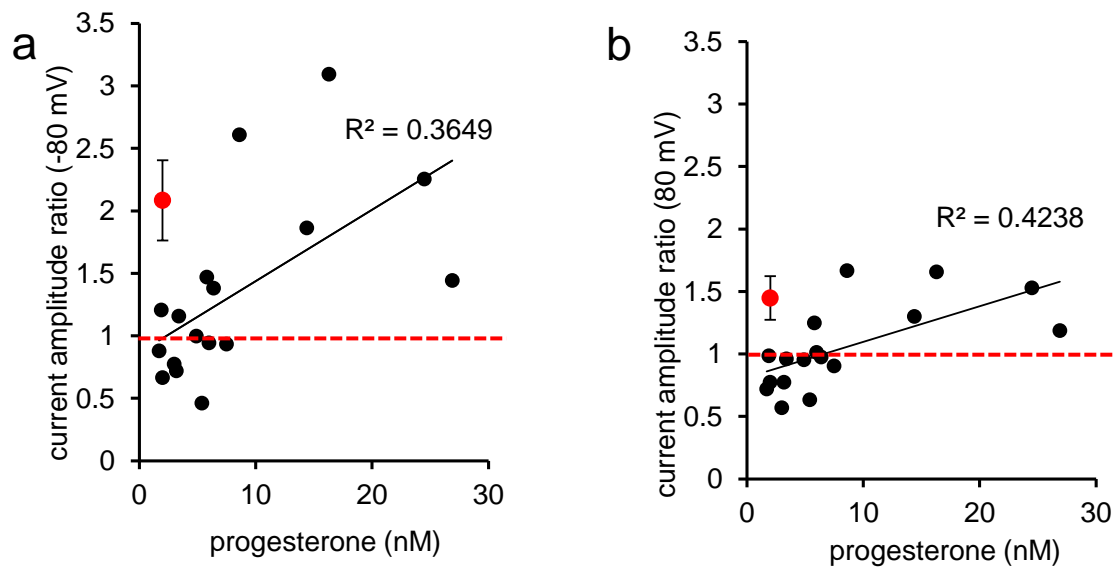 a
current amplitude ratio (-80 mV)
3.5
3
2.5
2
1.5
1
0.5
0
R² = 0.3649
0 10 20 30
progesterone (nM)
b
current amplitude ratio (80 mV)
3.5
3
2.5
2
1.5
1
0.5
0
R² = 0.4238
0 10 20 30
progesterone (nM)